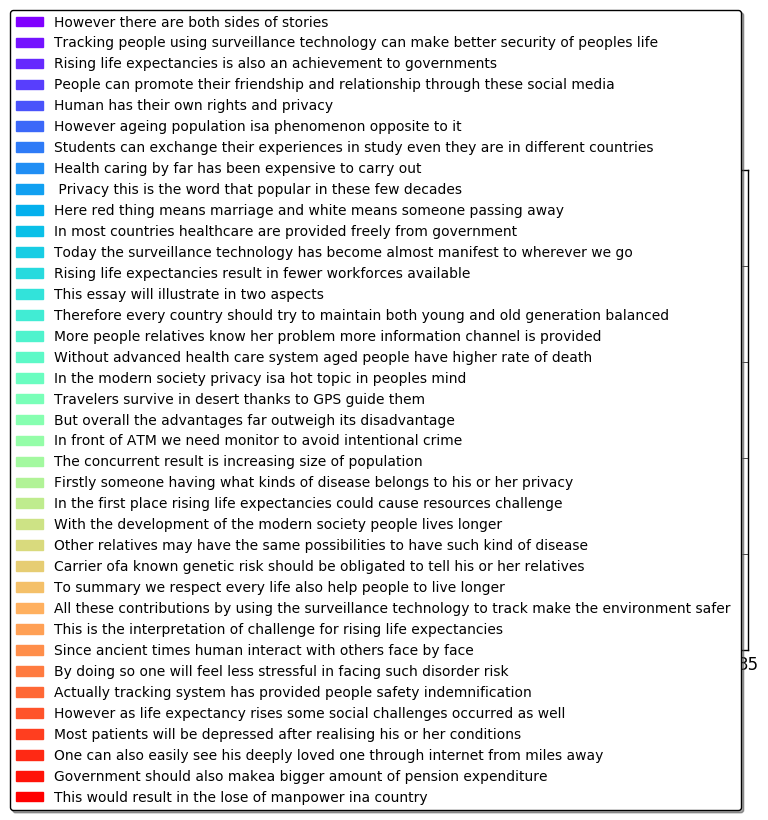 However there are both sides of stories
Tracking people using surveillance technology can make better security of peoples life
Rising life expectancies is also an achievement to governments
People can promote their friendship and relationship through these social media
Human has their own rights and privacy
However ageing population isa phenomenon opposite to it
Students can exchange their experiences in study even they are in different countries
Health caring by far has been expensive to carry out
Privacy this is the word that popular in these few decades
Here red thing means marriage and white means someone passing away
In most countries healthcare are provided freely from government
Today the surveillance technology has become almost manifest to wherever we go
Rising life expectancies result in fewer workforces available
This essay will illustrate in two aspects
Therefore every country should try to maintain both young and old generation balanced
More people relatives know her problem more information channel is provided
Without advanced health care system aged people have higher rate of death
In the modern society privacy isa hot topic in peoples mind
Travelers survive in desert thanks to GPS guide them
But overall the advantages far outweigh its disadvantage
In front of ATM we need monitor to avoid intentional crime
The concurrent result is increasing size of population
Firstly someone having what kinds of disease belongs to his or her privacy
In the first place rising life expectancies could cause resources challenge
With the development of the modern society people lives longer
Other relatives may have the same possibilities to have such kind of disease
Carrier ofa known genetic risk should be obligated to tell his or her relatives
To summary we respect every life also help people to live longer
All these contributions by using the surveillance technology to track make the environment safer
This is the interpretation of challenge for rising life expectancies
Since ancient times human interact with others face by face
By doing so one will feel less stressful in facing such disorder risk
Actually tracking system has provided people safety indemnification
However as life expectancy rises some social challenges occurred as well
Most patients will be depressed after realising his or her conditions
One can also easily see his deeply loved one through internet from miles away
Government should also makea bigger amount of pension expenditure
This would result in the lose of manpower ina country
35